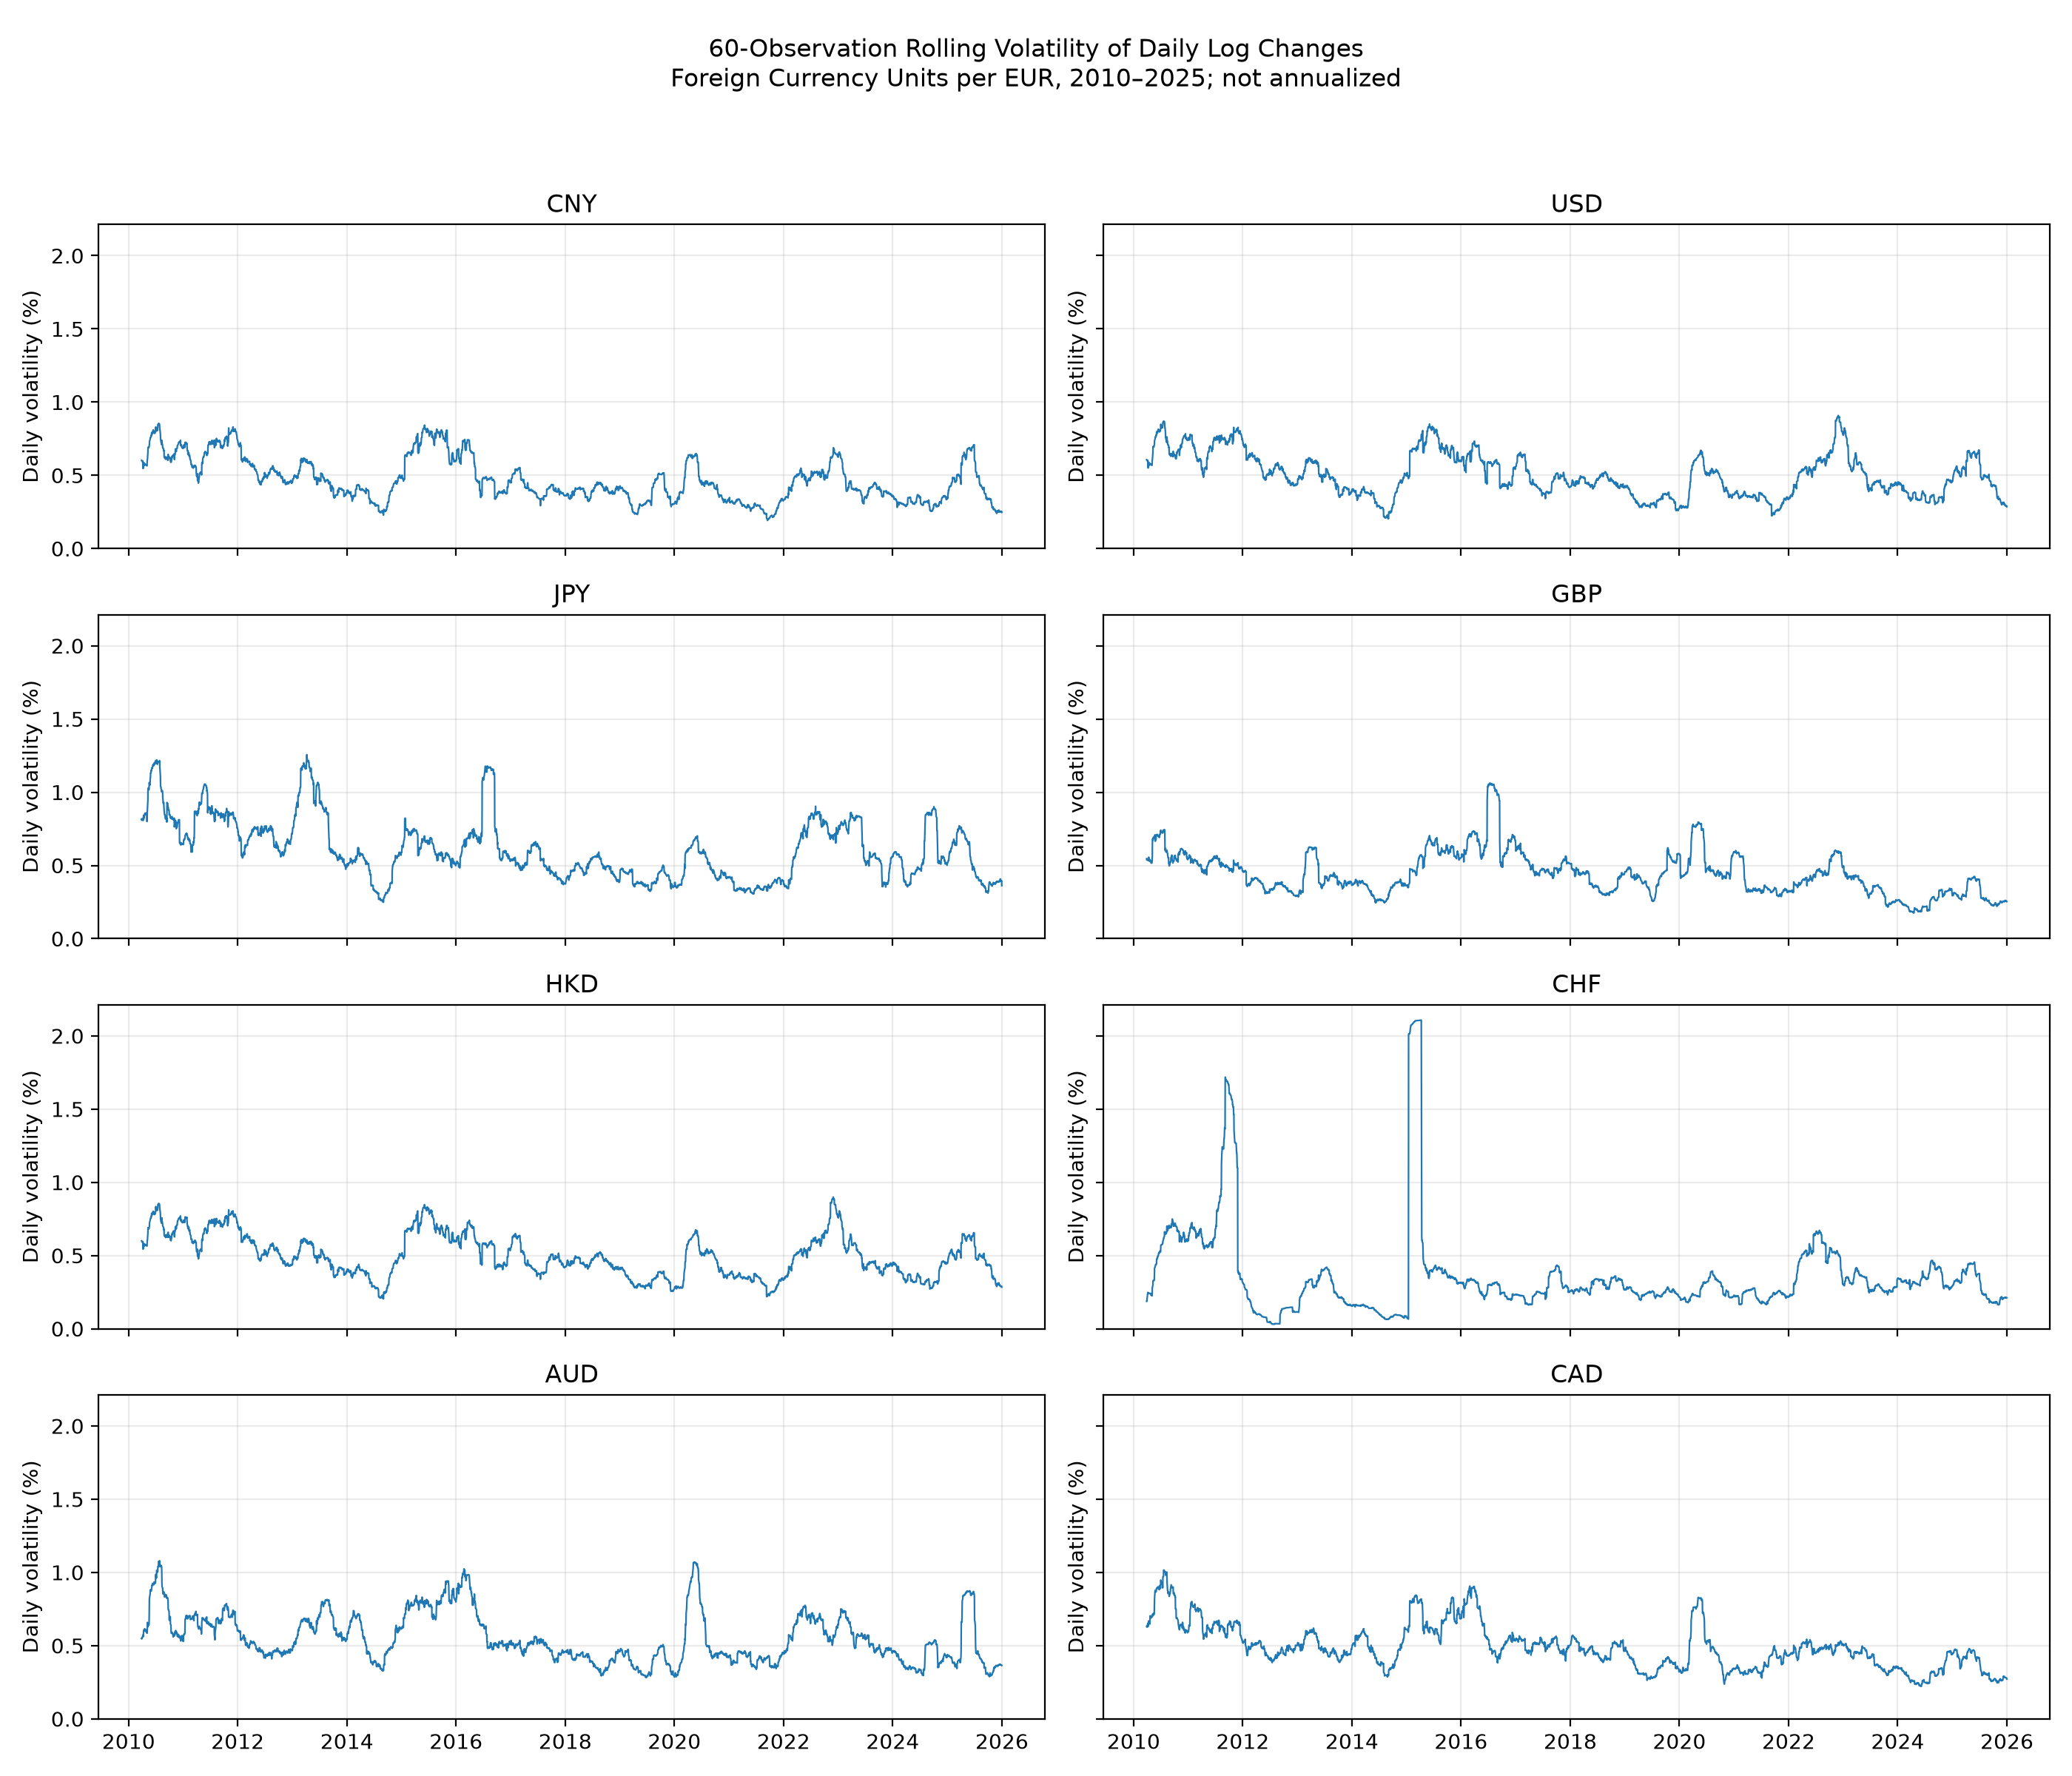 60-Observation Rolling Volatility of Daily Log Changes
Foreign Currency Units per EUR, 2010–2025; not annualized
CNY
Daily volatility (%)
2.0
1.5
1.0
0.5
0.0
USD
Daily volatility (%)
JPY
Daily volatility (%)
2.0
1.5
1.0
0.5
0.0
GBP
Daily volatility (%)
HKD
Daily volatility (%)
2.0
1.5
1.0
0.5
0.0
CHF
Daily volatility (%)
AUD
Daily volatility (%)
2.0
1.5
1.0
0.5
0.0
2010 2012 2014 2016 2018 2020 2022 2024 2026
CAD
Daily volatility (%)
2010 2012 2014 2016 2018 2020 2022 2024 2026